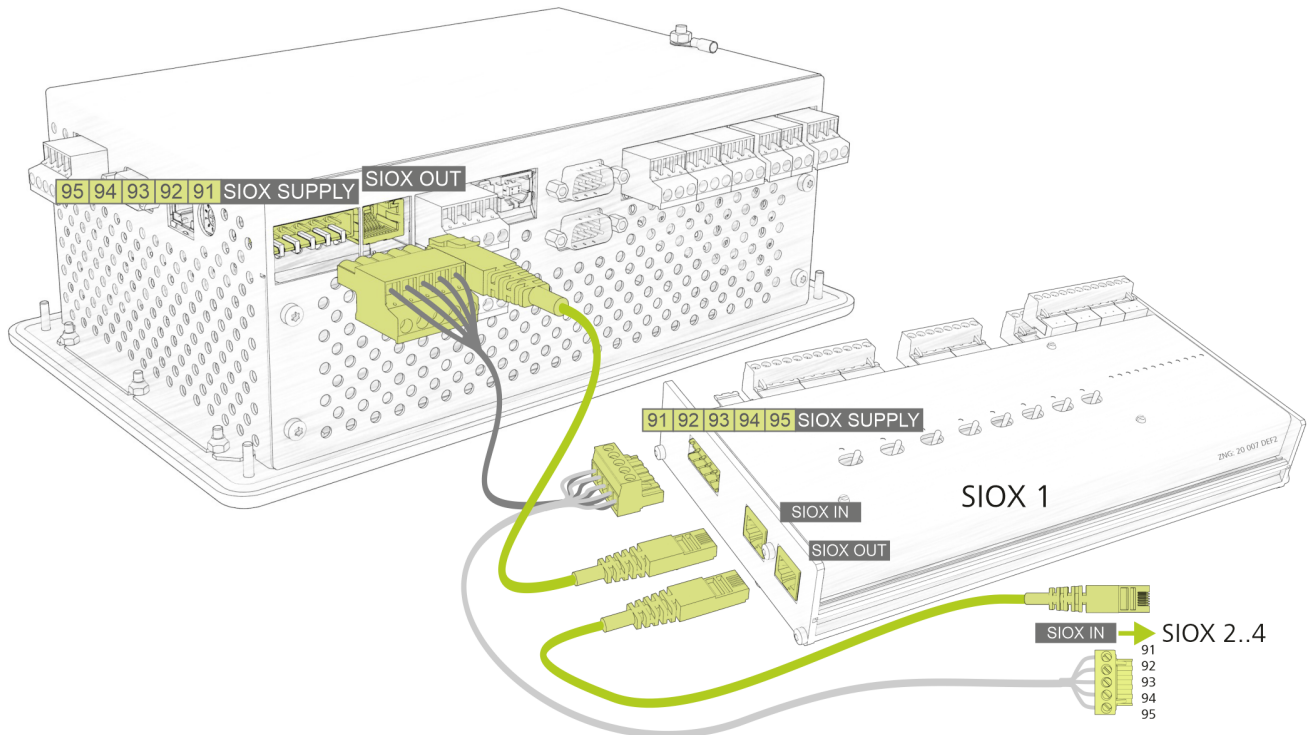 95 94 93 92 91 SIOX SUPPLY
SIOX OUT
91 92 93 94 95 SIOX SUPPLY
ZNG: 20 007 DEF2
SIOX 1
SIOX IN
SIOX OUT
SIOX IN
SIOX 2..4
91
92
93
94
95